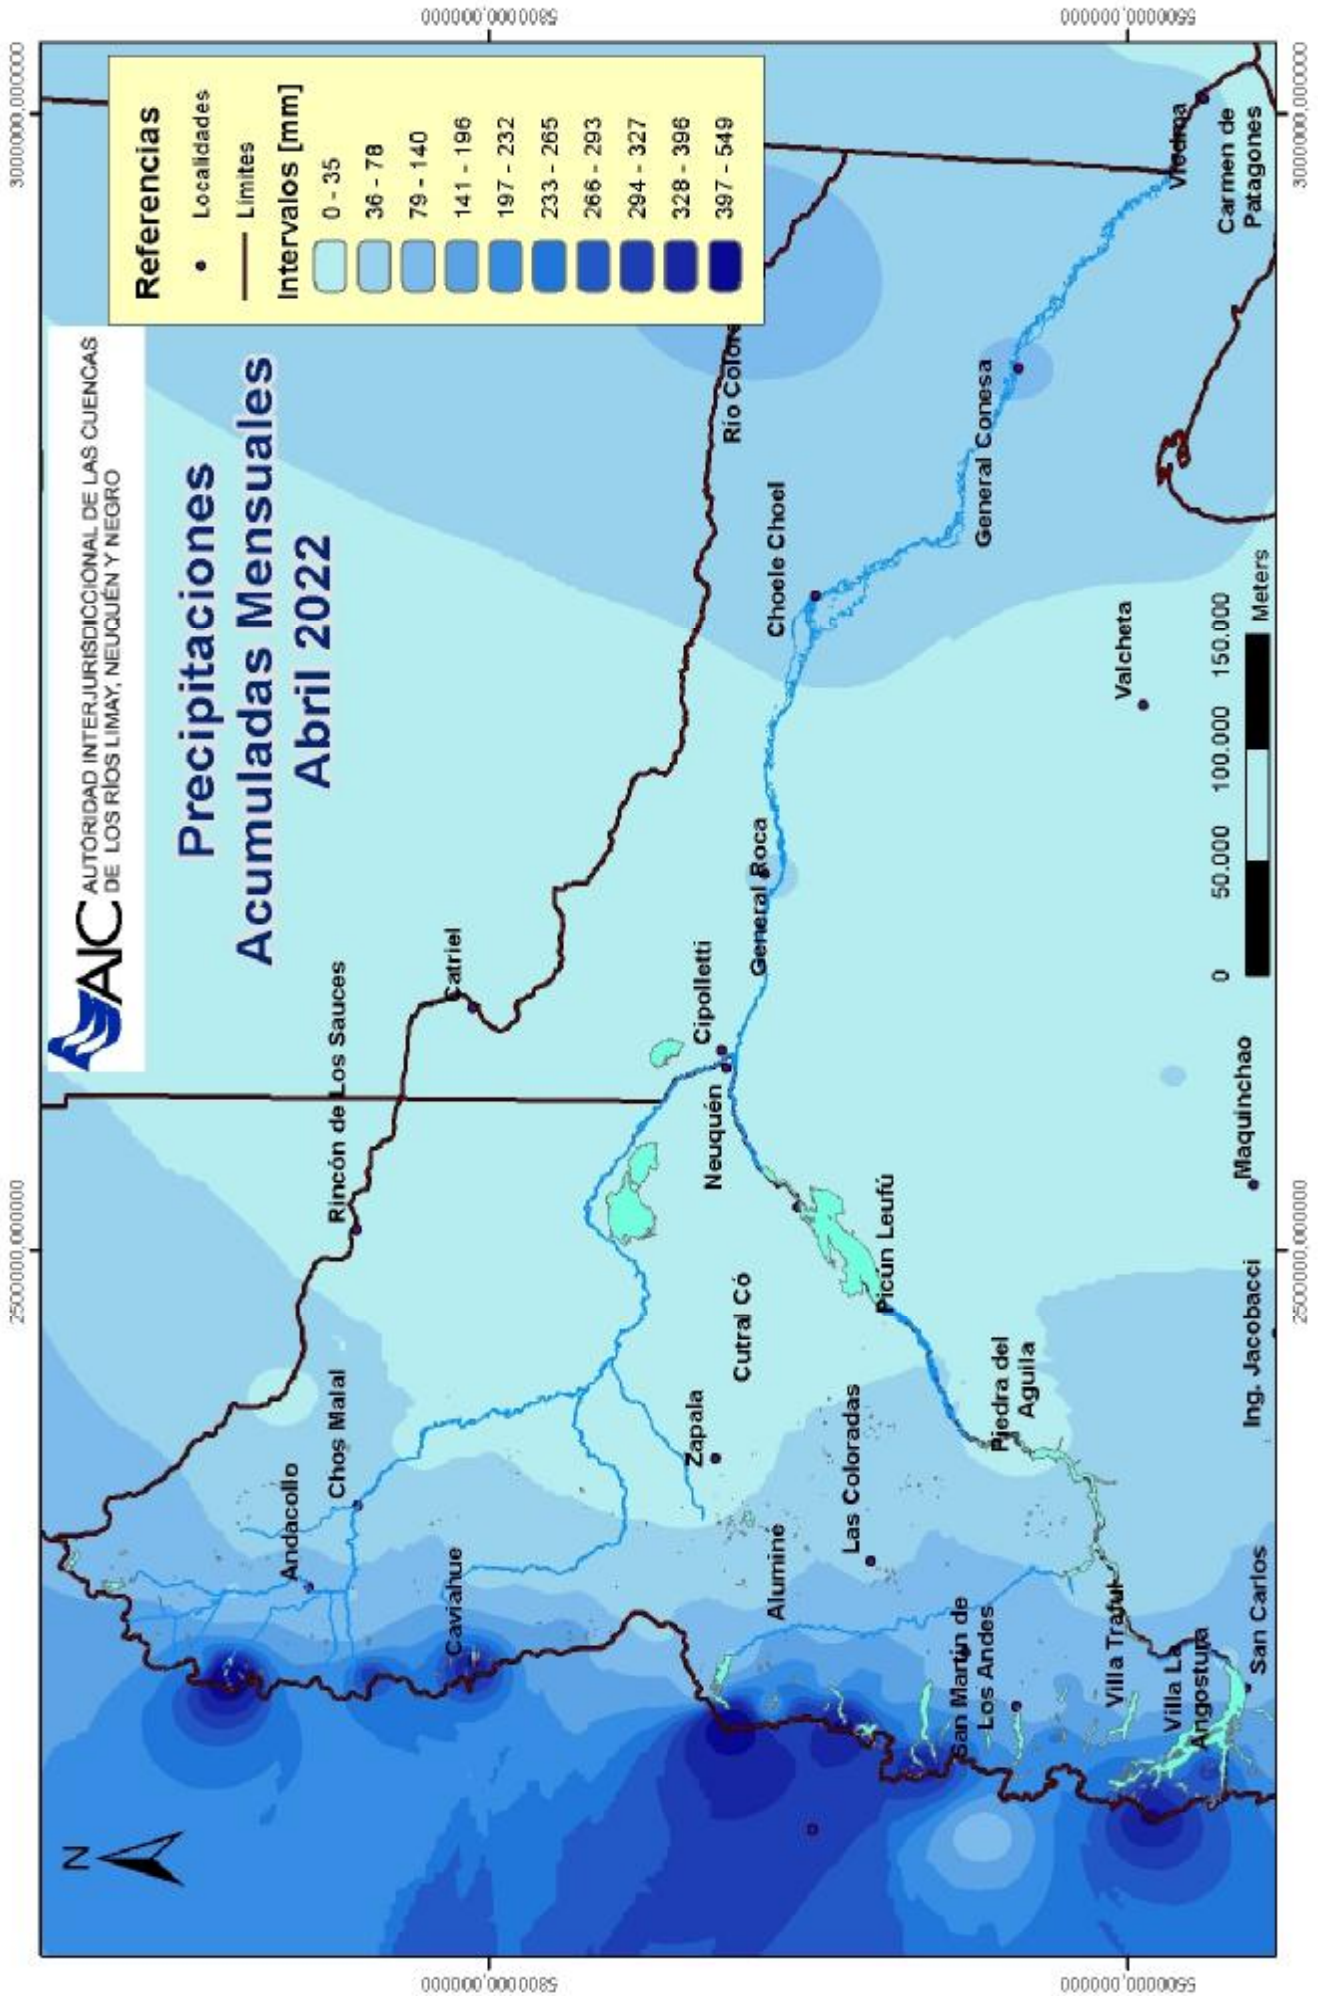 AIC
AUTORIDAD INTERJURISDICCIONAL DE LAS CUENCAS
DE LOS RÍOS LIMAY, NEUQUÉN Y NEGRO
Precipitaciones
Acumuladas Mensuales
Abril 2022
Referencias
Localidades
Límites
Intervalos [mm]
0 - 35
36 - 78
79 - 140
141 - 196
197 - 232
233 - 265
266 - 293
294 - 327
328 - 396
397 - 549
N
2500000,000000
3000000,000000
Rincón de Los Sauces
Catriel
Andacollo
Chos Malal
Caviahue
Cipolletti
Neuquén
General Roca
Choele Choel
Río Color
Zapala
Cutral Có
Aluminé
Las Coloradas
Picún Leufú
General Conesa
San Martín de
Los Andes
Piedra del
Aguila
Villa Traful
Valcheta
Viedma
Villa La
Angostura
Carmen de
Patagones
San Carlos
Ing. Jacobacci
Maquinchao
0
50.000
100.000
150.000
Meters
2500000,000000
3000000,000000